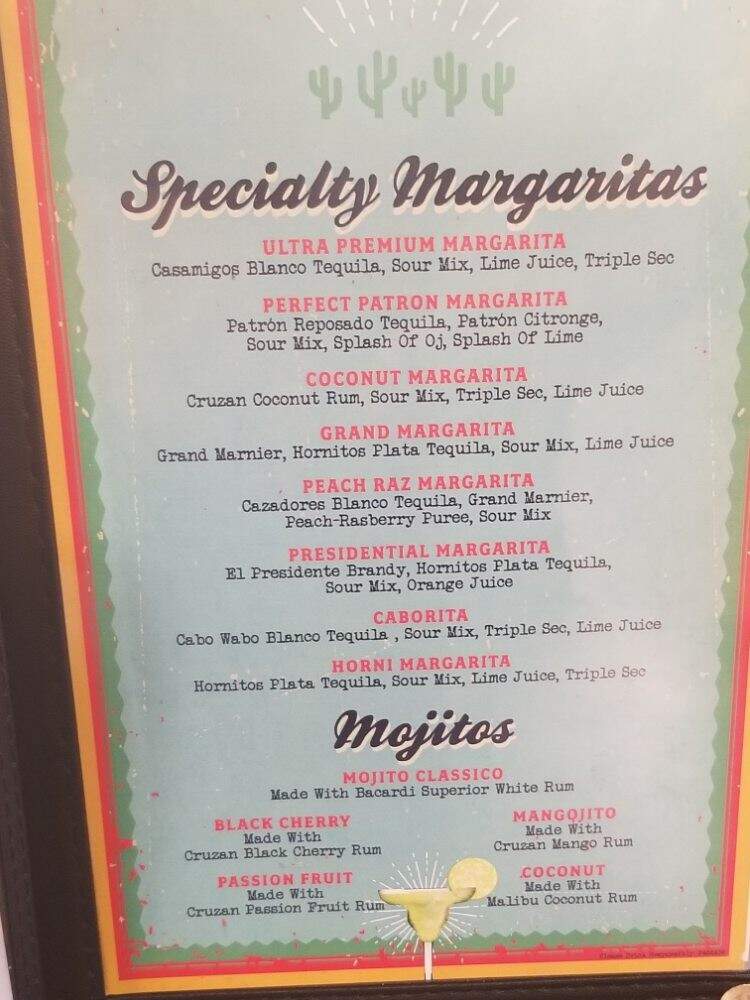 Specialty Margaritas
ULTRA PREMIUM MARGARITA
Casamigos Blanco Tequila, Sour Mix, Lime Juice, Triple Sec
PERFECT PATRON MARGARITA
Patrón Reposado Tequila, Patrón Citronge,
Sour Mix, Splash Of Oj, Splash Of Lime
COCONUT MARGARITA
Cruzan Coconut Rum, Sour Mix, Triple Sec, Lime Juice
GRAND MARGARITA
Grand Marnier, Hornitos Plata Tequila, Sour Mix, Lime Juice
PEACH RAZ MARGARITA
Cazadores Blanco Tequila, Grand Marnier,
Peach-Rasberry Puree, Sour Mix
PRESIDENTIAL MARGARITA
El Presidente Brandy, Hornitos Plata Tequila,
Sour Mix, Orange Juice
CABORITA
Cabo Wabo Blanco Tequila , Sour Mix, Triple Sec, Lime Juice
HORNI MARGARITA
Hornitos Plata Tequila, Sour Mix, Lime Juice, Triple Sec
Mojitos
MOJITO CLASSICO
Made With Bacardi Superior White Rum
BLACK CHERRY
Made With
Cruzan Black Cherry Rum
MANGOJITO
Made With
Cruzan Mango Rum
PASSION FRUIT
Made With
Cruzan Passion Fruit Rum
COCONUT
Made With
Malibu Coconut Rum
Drink Responsibly